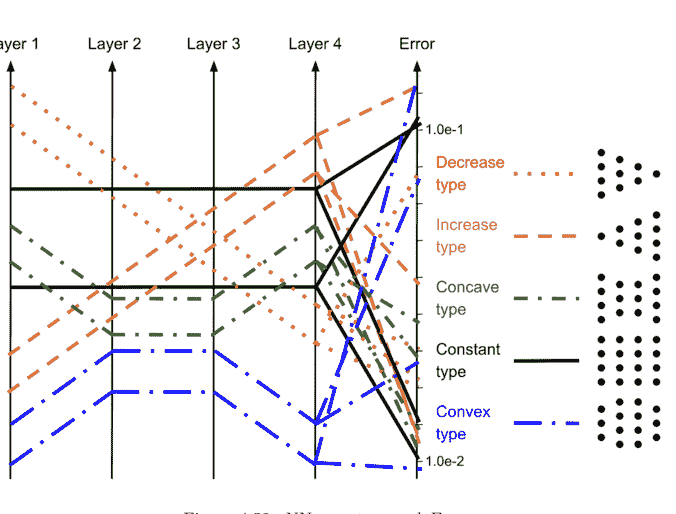 ayer 1 Layer 2 Layer 3 Layer 4 Error
1.0e-1
Decrease
type
Increase
type
Concave
type
Constant
type
Convex
type
1.0e-2